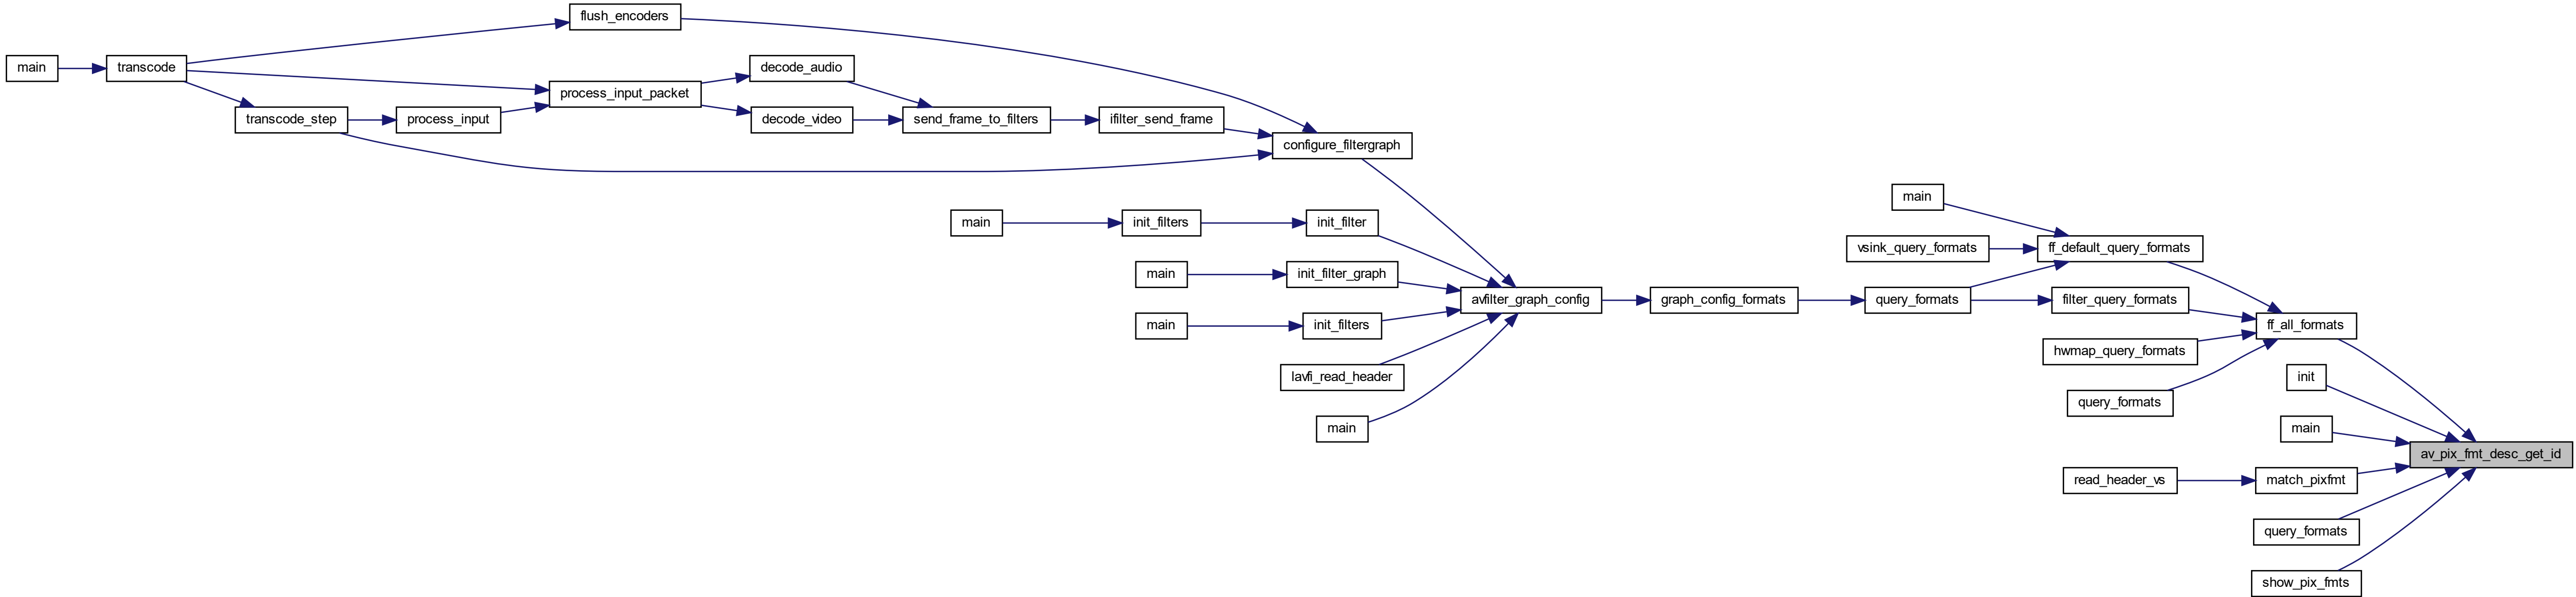 flush_encoders
main
transcode
decode_audio
process_input_packet
transcode_step
process_input
decode_video
send_frame_to_filters
ifilter_send_frame
configure_filtergraph
main
main
init_filters
init_filter
vsink_query_formats
ff_default_query_formats
main
init_filter_graph
avfilter_graph_config
graph_config_formats
query_formats
filter_query_formats
main
init_filters
ff_all_formats
hwmap_query_formats
lavfi_read_header
init
query_formats
main
main
av_pix_fmt_desc_get_id
read_header_vs
match_pixfmt
query_formats
show_pix_fmts